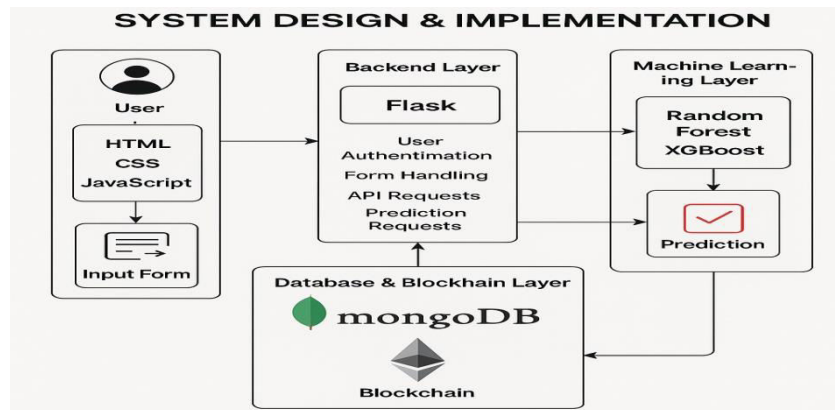 SYSTEM DESIGN & IMPLEMENTATION
User
HTML
CSS
JavaScript
Input Form
Backend Layer
Flask
User
Authentimation
Form Handling
API Requests
Prediction
Requests
Machine Learn-
ing Layer
Random
Forest
XGBoost
Prediction
Database & Blockhain Layer
mongoDB
Blockchain